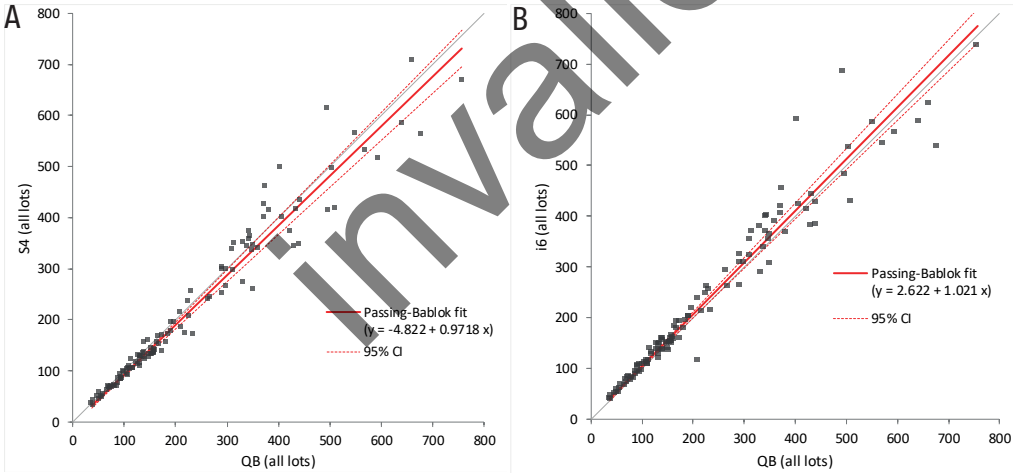 A
800
700
600
500
400
300
200
100
0
0 100 200 300 400 500 600 700 800
S4 (all lots)
QB (all lots)
Passing-Bablok fit
(y = -4.822 + 0.9718 x)
95% CI
B
800
700
600
500
400
300
200
100
0
0 100 200 300 400 500 600 700 800
i6 (all lots)
QB (all lots)
Passing-Bablok fit
(y = 2.622 + 1.021 x)
95% CI